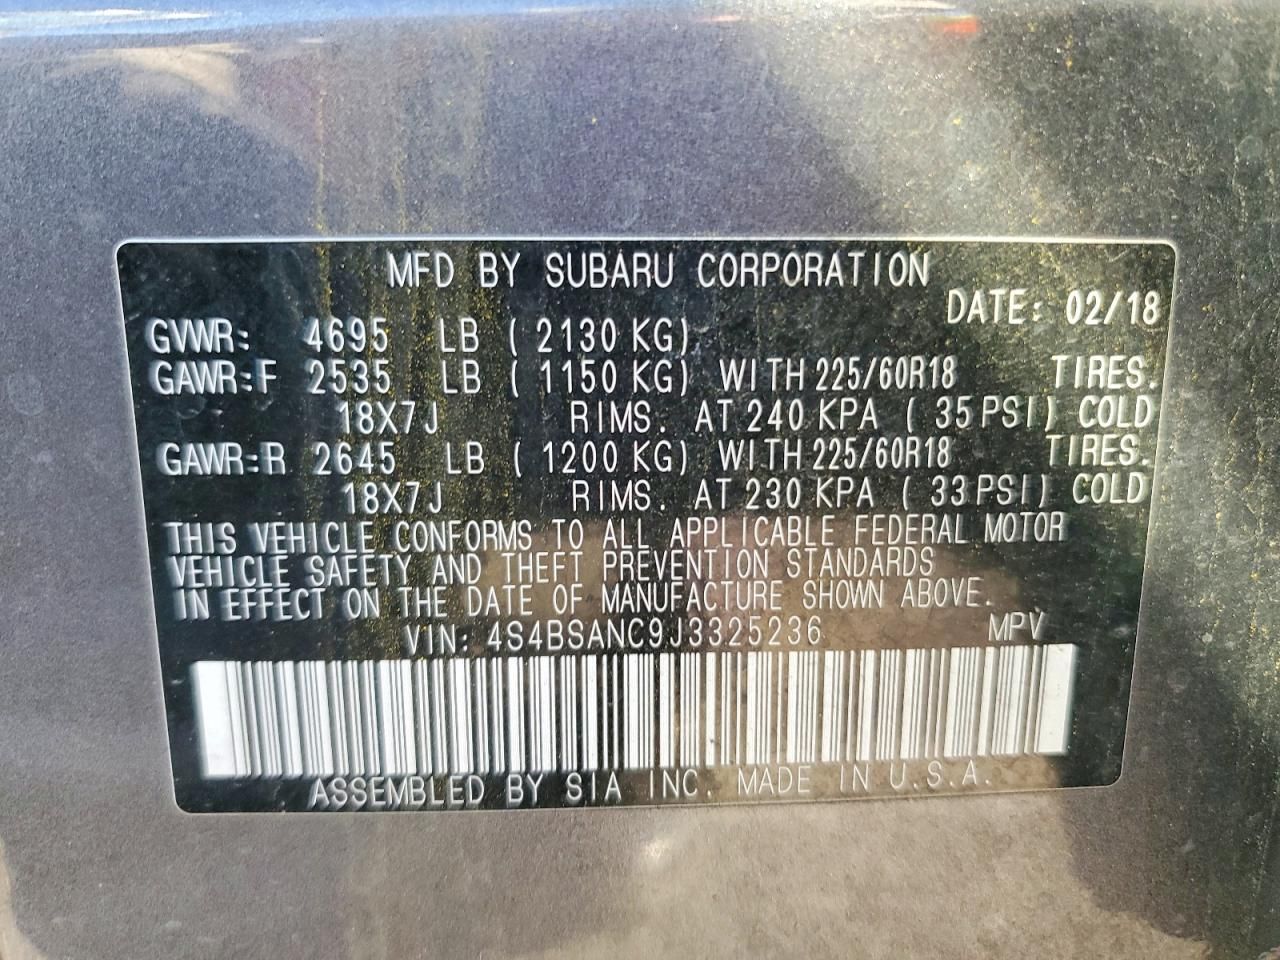 MFD BY SUBARU CORPORATION
DATE: 02/18
GVWR: 4695 LB ( 2130 KG)
GAWR:F 2535 LB ( 1150 KG) WITH 225/60R18 TIRES.
18X7J RIMS. AT 240 KPA ( 35 PSI) COLD
GAWR:R 2645 LB ( 1200 KG) WITH 225/60R18 TIRES.
18X7J RIMS. AT 230 KPA ( 33 PSI) COLD
THIS VEHICLE CONFORMS TO ALL APPLICABLE FEDERAL MOTOR
VEHICLE SAFETY AND THEFT PREVENTION STANDARDS
IN EFFECT ON THE DATE OF MANUFACTURE SHOWN ABOVE.
VIN: 4S4BSANC9J3325236 MPV
ASSEMBLED BY SIA INC. MADE IN U.S.A.